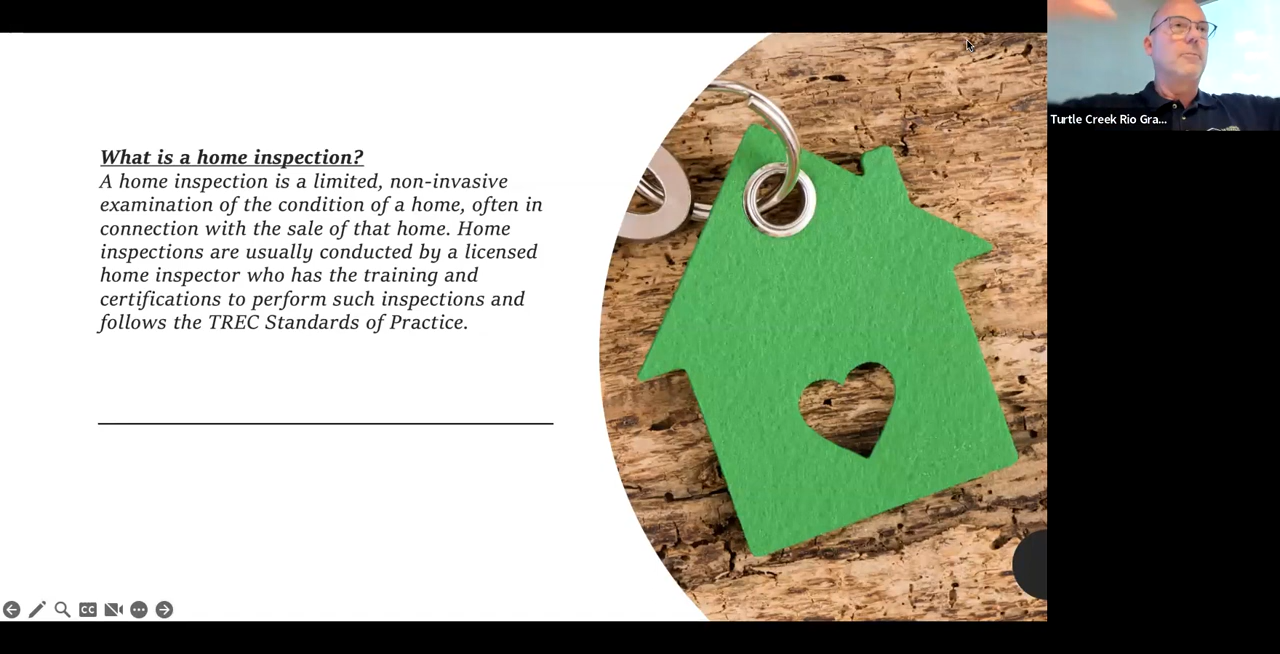 What is a home inspection?
A home inspection is a limited, non-invasive
examination of the condition of a home, often in
connection with the sale of that home. Home
inspections are usually conducted by a licensed
home inspector who has the training and
certifications to perform such inspections and
follows the TREC Standards of Practice.
Turtle Creek Rio Gra...
CC